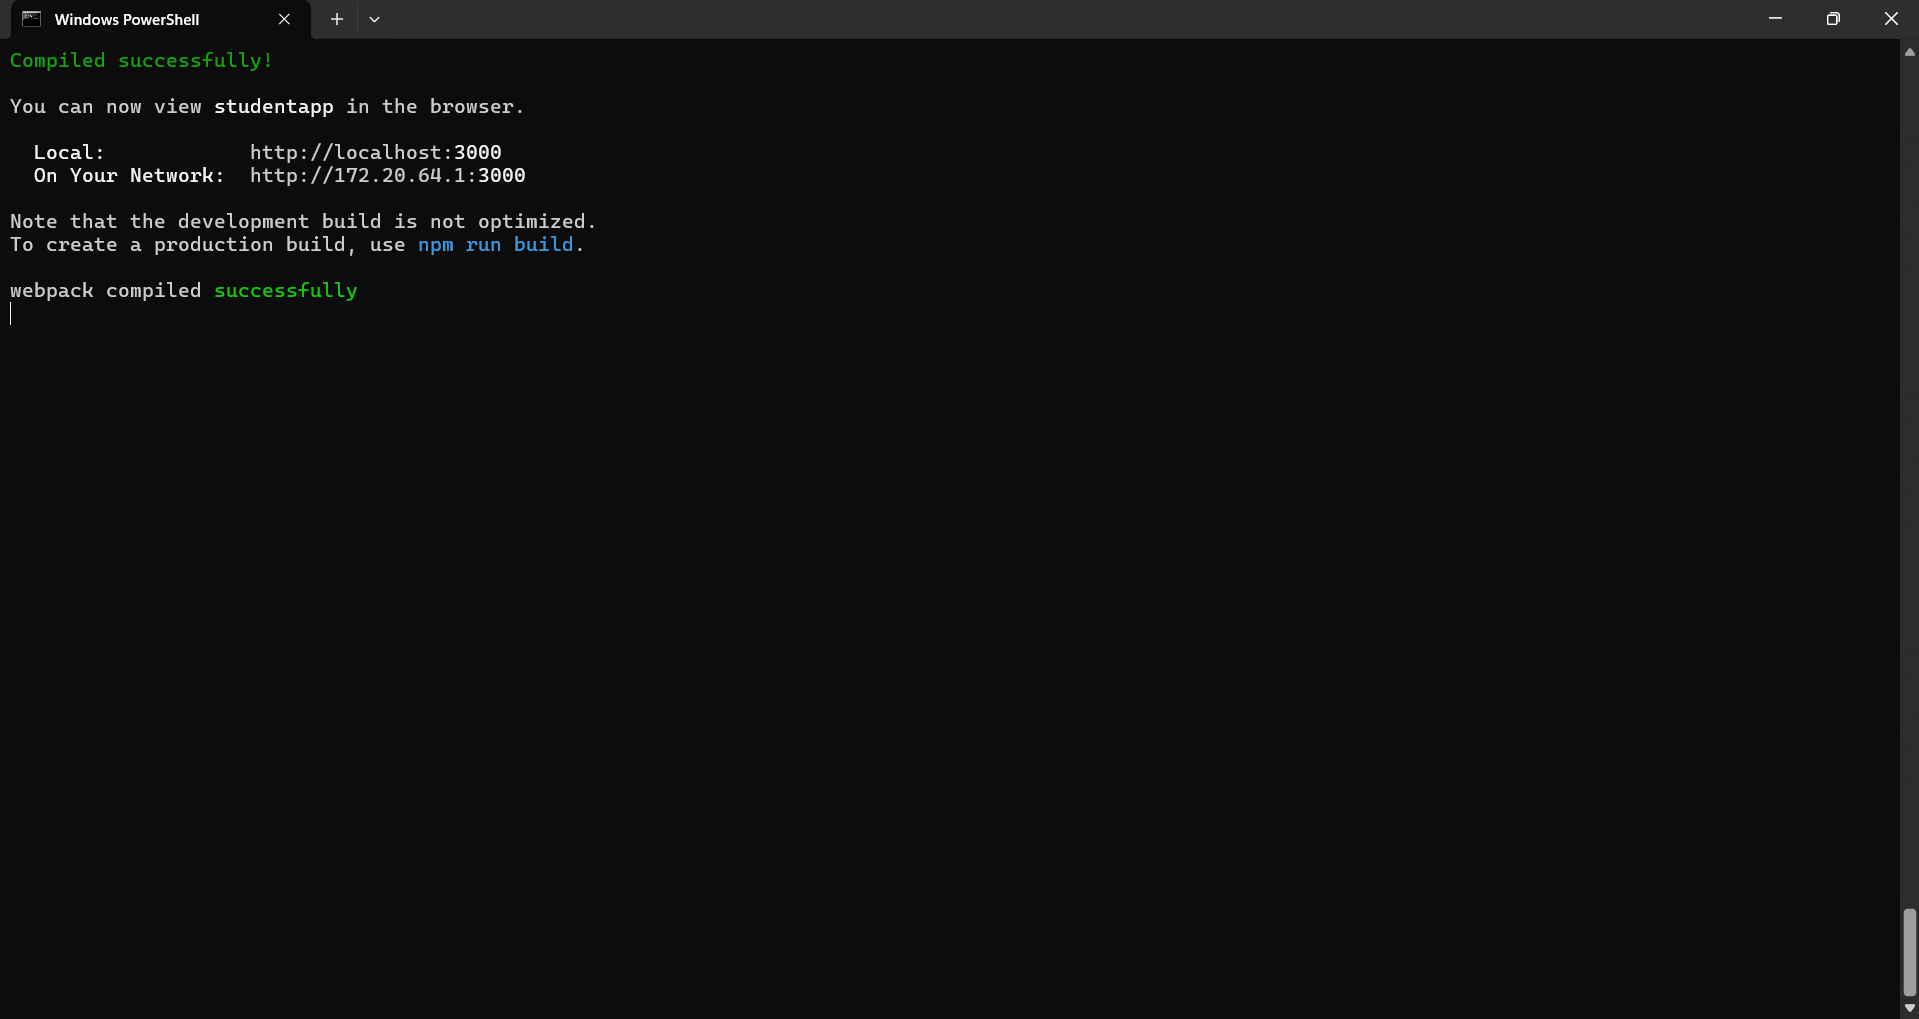 Windows PowerShell
Compiled successfully!
You can now view studentapp in the browser.
Local: http://localhost:3000
On Your Network: http://172.20.64.1:3000
Note that the development build is not optimized.
To create a production build, use npm run build.
webpack compiled successfully